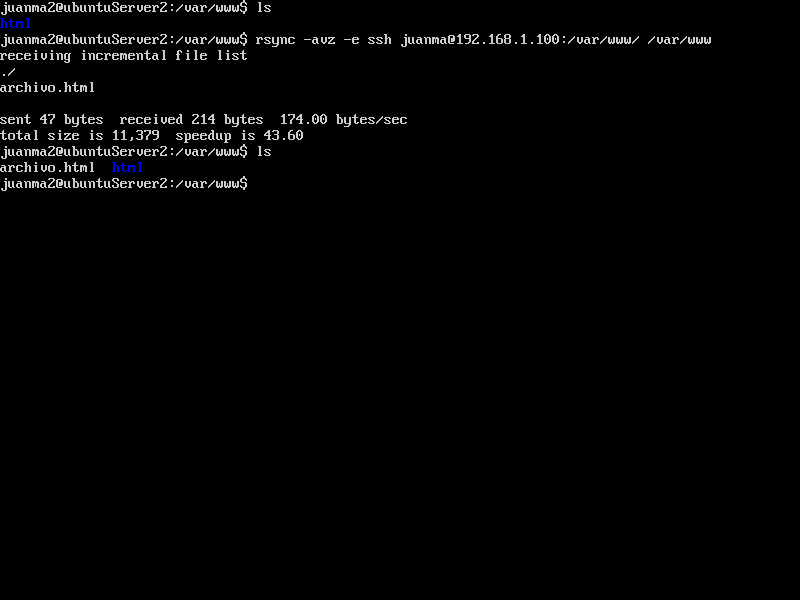 juanma2@ubuntuServer2:/var/www$ ls
html
juanma2@ubuntuServer2:/var/www$ rsync -avz -e ssh juanma@192.168.1.100:/var/www/ /var/www
receiving incremental file list
./
archivo.html
sent 47 bytes  received 214 bytes  174.00 bytes/sec
total size is 11,379  speedup is 43.60
juanma2@ubuntuServer2:/var/www$ ls
archivo.html  html
juanma2@ubuntuServer2:/var/www$